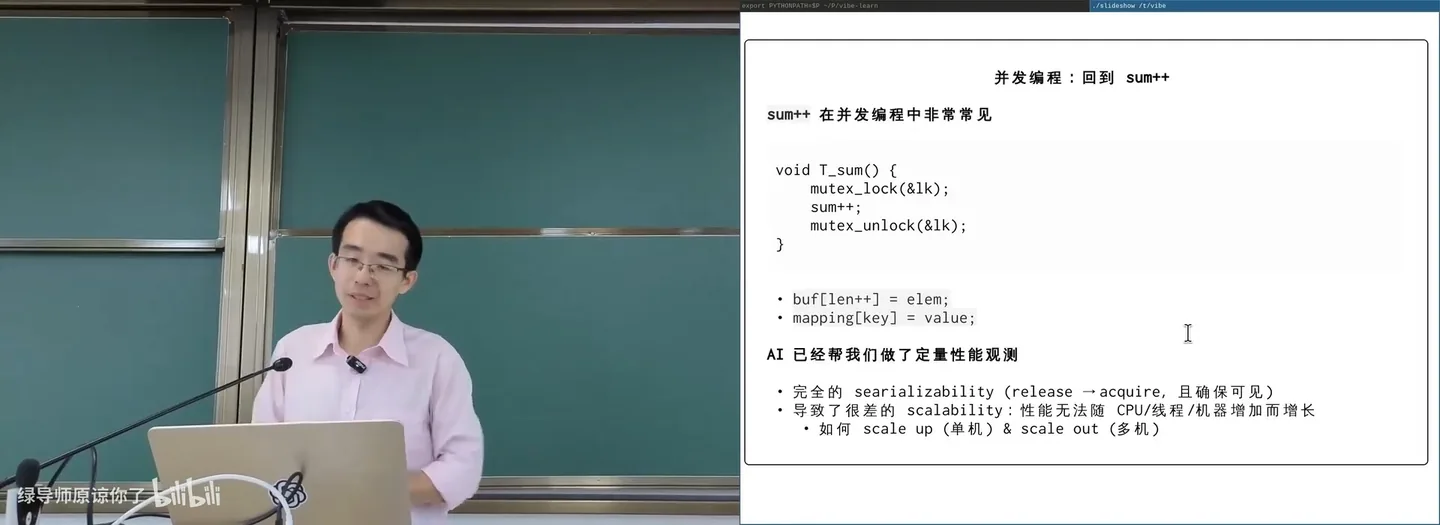 export PYTHONPATH=$P ~/P/vibe-learn
./slideshow /t/vibe
并发编程：回到 sum++
sum++ 在并发编程中非常常见
void T_sum() {
    mutex_lock(&lk);
    sum++;
    mutex_unlock(&lk);
}
• buf[len++] = elem;
• mapping[key] = value;
AI 已经帮我们做了定量性能观测
• 完全的 searializability (release →acquire, 且确保可见)
• 导致了很差的 scalability：性能无法随 CPU/线程/机器增加而增长
• 如何 scale up (单机) & scale out (多机)
绿导师原谅你了 bilibili